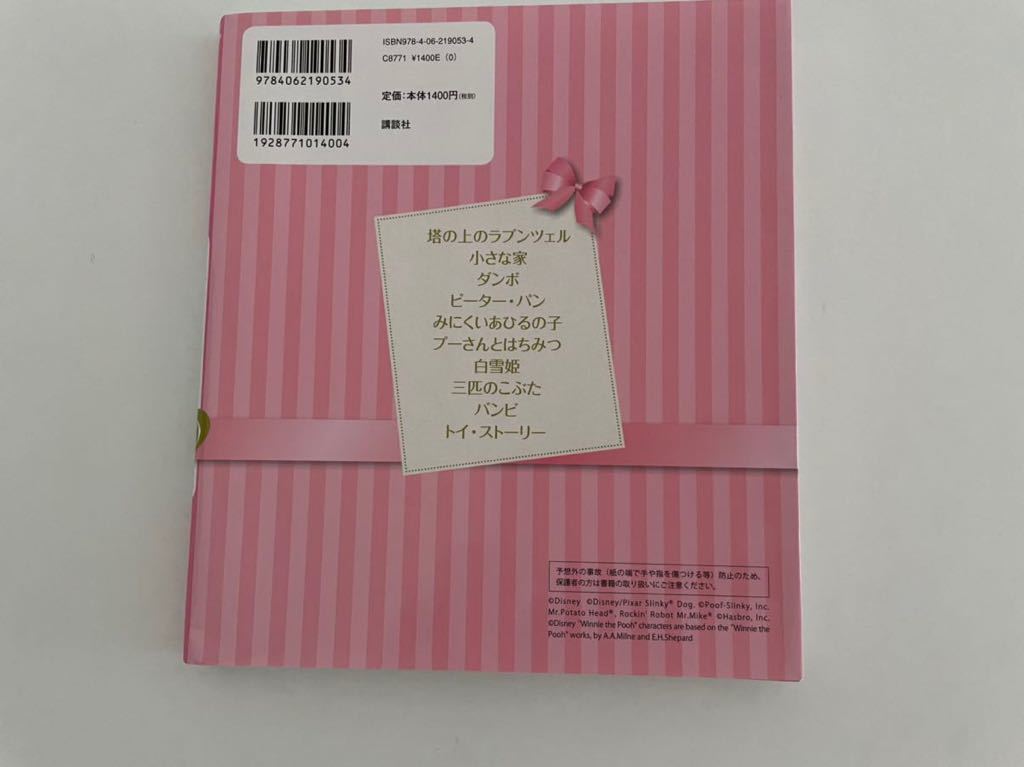 ISBN978-4-06-219053-4
C8771 ¥1400E (0)
9784062190534
定価：本体1400円(税別)
1928771014004
講談社
塔の上のラプンツェル
小さな家
ダンボ
ピーター・パン
みにくいあひるの子
プーさんとはちみつ
白雪姫
三匹のこぶた
バンビ
トイ・ストーリー
予想外の事故（紙の端で手や指を傷つける等）防止のため、
保護者の方は書籍の取り扱いにご注意ください。
©Disney ©Disney/Pixar Slinky® Dog. ©Poof-Slinky, Inc.
Mr.Potato Head®, Rockin' Robot Mr.Mike® ©Hasbro, Inc.
©Disney "Winnie the Pooh" characters are based on the "Winnie the
Pooh" works, by A.A.Milne and E.H.Shepard